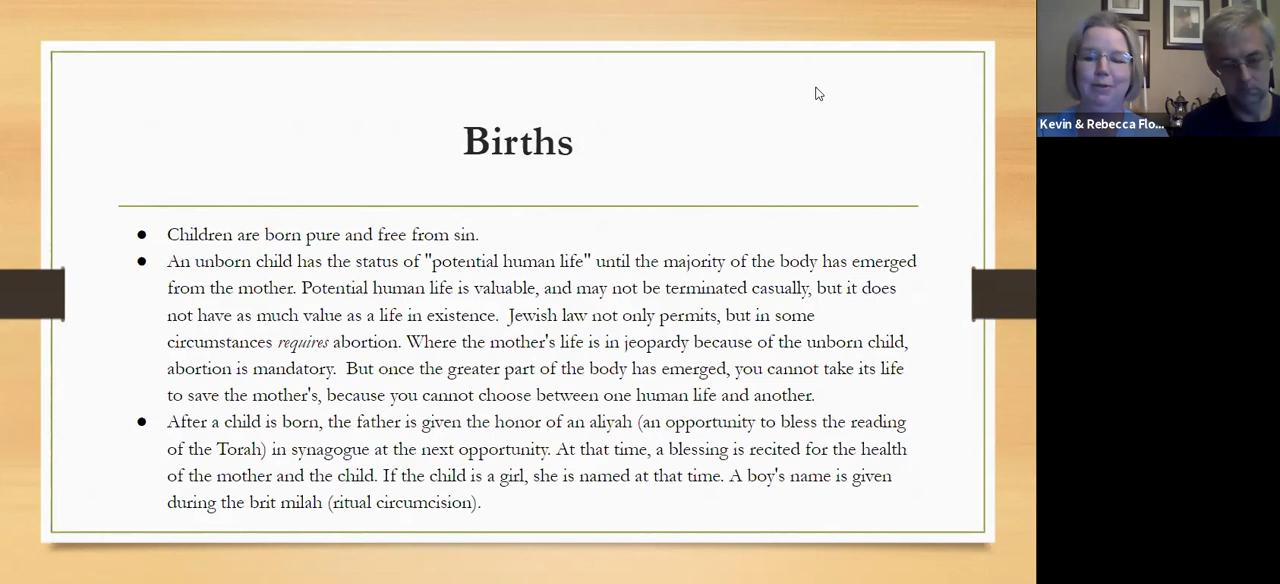 Births
● Children are born pure and free from sin.
● An unborn child has the status of "potential human life" until the majority of the body has emerged
from the mother. Potential human life is valuable, and may not be terminated casually, but it does
not have as much value as a life in existence.  Jewish law not only permits, but in some
circumstances requires abortion. Where the mother's life is in jeopardy because of the unborn child,
abortion is mandatory.  But once the greater part of the body has emerged, you cannot take its life
to save the mother's, because you cannot choose between one human life and another.
● After a child is born, the father is given the honor of an aliyah (an opportunity to bless the reading
of the Torah) in synagogue at the next opportunity. At that time, a blessing is recited for the health
of the mother and the child. If the child is a girl, she is named at that time. A boy's name is given
during the brit milah (ritual circumcision).
Kevin & Rebecca Flo...